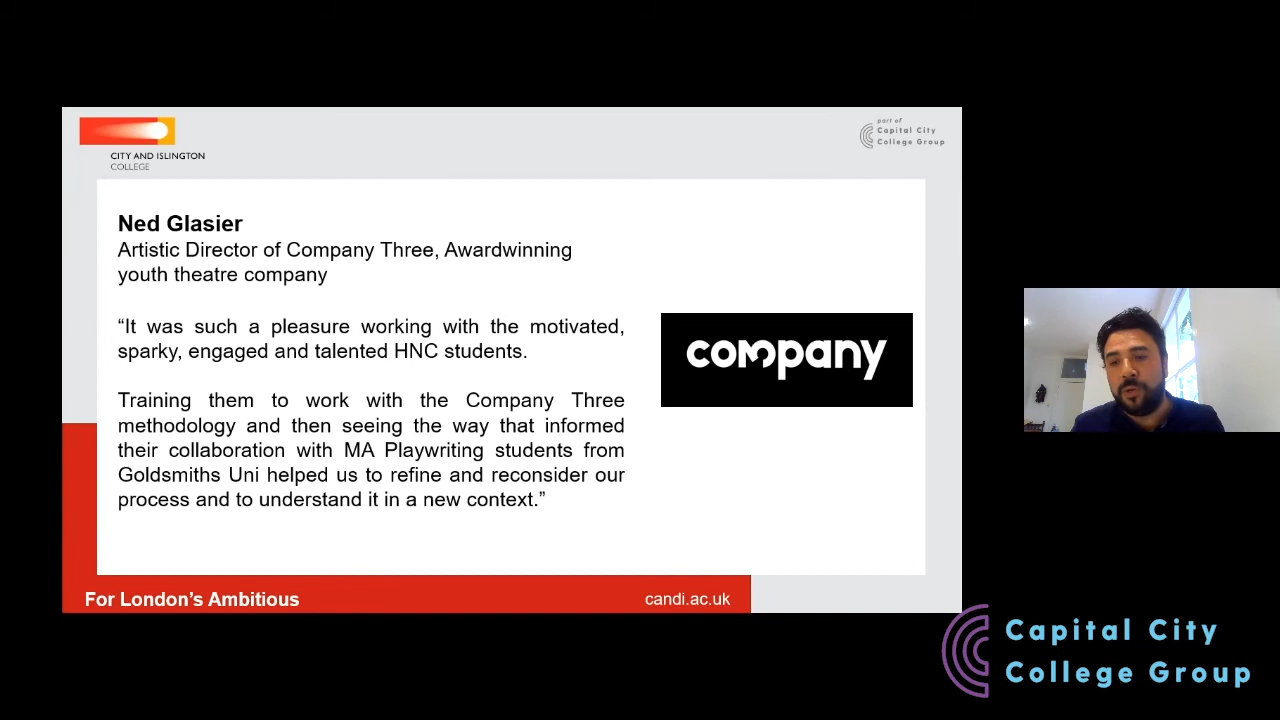 CITY AND ISLINGTON
COLLEGE
part of
Capital City
College Group
Ned Glasier
Artistic Director of Company Three, Awardwinning
youth theatre company
“It was such a pleasure working with the motivated,
sparky, engaged and talented HNC students.
Training them to work with the Company Three
methodology and then seeing the way that informed
their collaboration with MA Playwriting students from
Goldsmiths Uni helped us to refine and reconsider our
process and to understand it in a new context.”
company
For London’s Ambitious
candi.ac.uk
Capital City
College Group